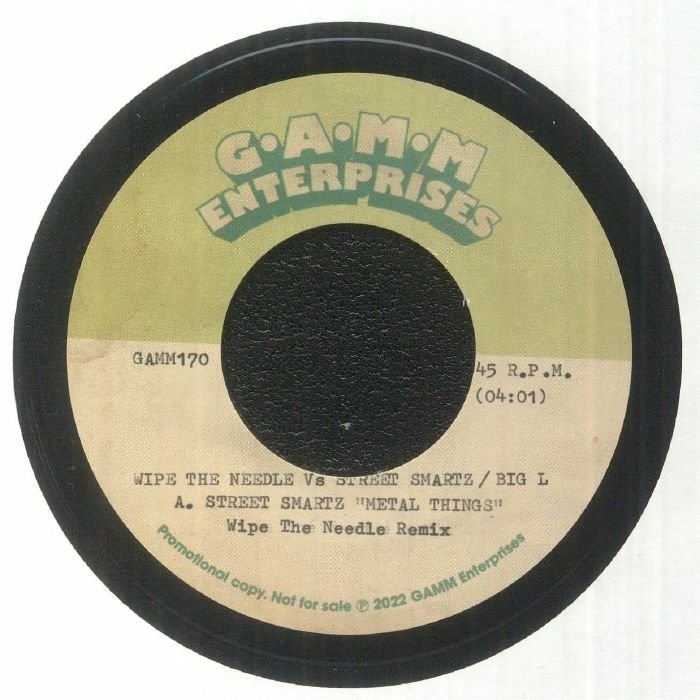 G·A·M·M
ENTERPRISES
GAMM170
45 R.P.M.
(04:01)
WIPE THE NEEDLE Vs STREET SMARTZ / BIG L
A. STREET SMARTZ "METAL THINGS"
Wipe The Needle Remix
Promotional copy. Not for sale ℗ 2022 GAMM Enterprises